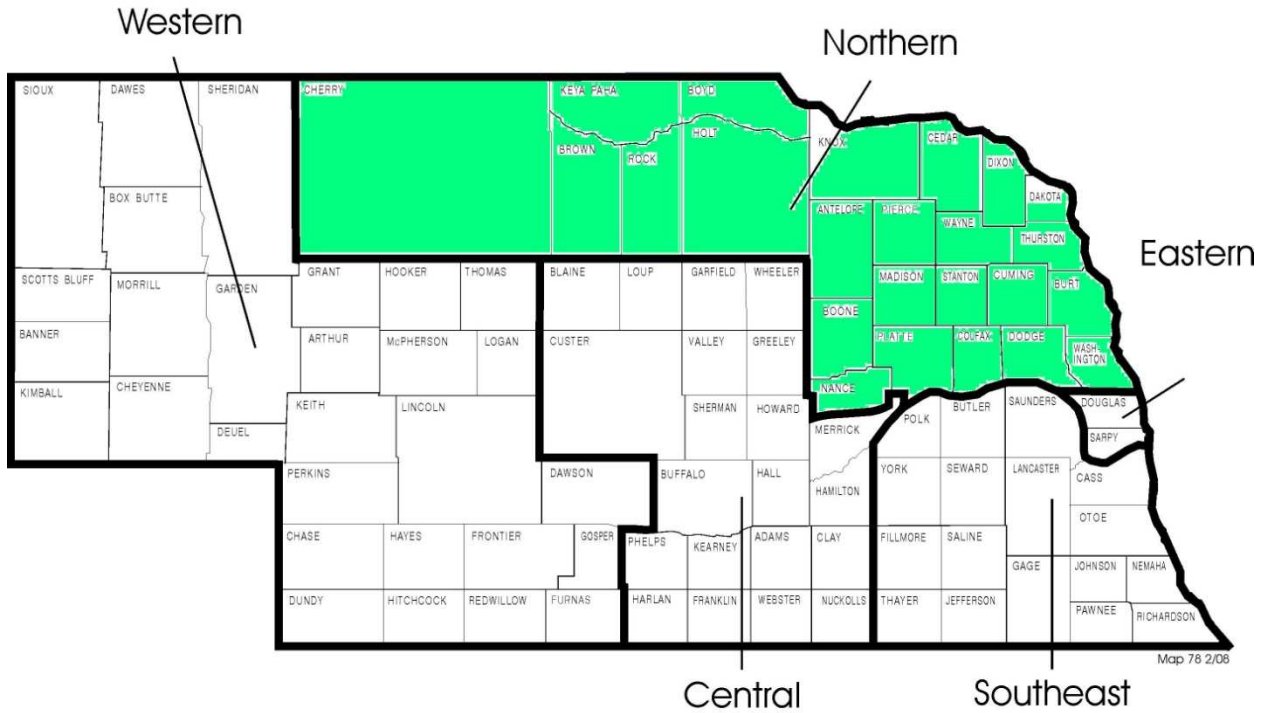 Western
Northern
SIOUX DAWES SHERIDAN CHERRY KEYA PAHA BOYD
HOLT
KNOX CEDAR
BROWN ROCK DIXON
BOX BUTTE DAKOTA
ANTELOPE PIERCE
WAYNE
THURSTON
Eastern
SCOTTS BLUFF MORRILL GARDEN GRANT HOOKER THOMAS BLAINE LOUP GARFIELD WHEELER MADISON STANTON CUMING BURT
BOONE
BANNER ARTHUR McPHERSON LOGAN CUSTER VALLEY GREELEY PLATTE COLFAX DODGE WASH-
INGTON
KIMBALL CHEYENNE NANCE
KEITH LINCOLN SHERMAN HOWARD POLK BUTLER SAUNDERS DOUGLAS
DEUEL MERRICK SARPY
PERKINS DAWSON BUFFALO HALL YORK SEWARD LANCASTER CASS
HAMILTON
OTOE
CHASE HAYES FRONTIER GOSPER PHELPS KEARNEY ADAMS CLAY FILLMORE SALINE
GAGE JOHNSON NEMAHA
DUNDY HITCHCOCK REDWILLOW FURNAS HARLAN FRANKLIN WEBSTER NUCKOLLS THAYER JEFFERSON PAWNEE RICHARDSON
Map 78 2/08
Central
Southeast